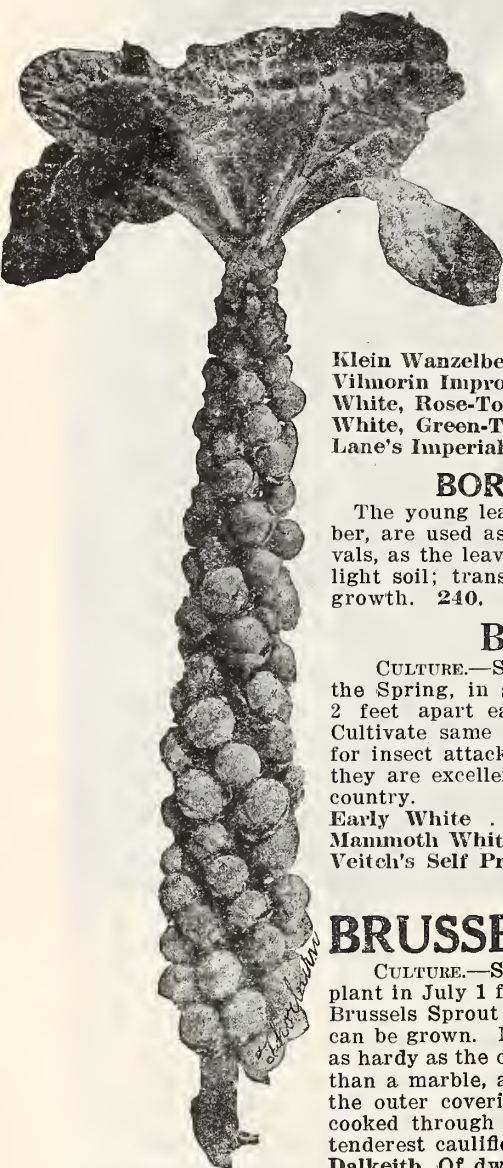 Klein Wanzelbe
Vilmorin Impro
White, Rose-To
White, Green-T
Lane's Imperial
BOR
The young lea
ber, are used as
vals, as the leav
light soil; trans
growth. 240.
B
CULTURE.—S
the Spring, in s
2 feet apart ea
Cultivate same
for insect attack
they are excelle
country.
Early White .
Mammoth Whit
Veitch's Self Pr
BRUSSE
CULTURE.—S
plant in July 1 f
Brussels Sprout
can be grown. I
as hardy as the c
than a marble, a
the outer coveri
cooked through
tenderest caulifl
Dalkeith. Of dw